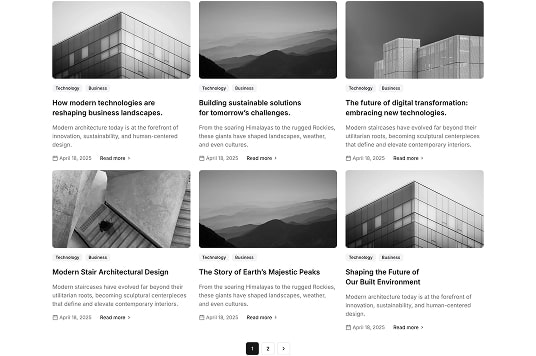 Technology Business
How modern technologies are
reshaping business landscapes.
Modern architecture today is at the forefront of
innovation, sustainability, and human-centered
design.
April 18, 2025 Read more >
Technology Business
Building sustainable solutions
for tomorrow's challenges.
From the soaring Himalayas to the rugged Rockies,
these giants have shaped landscapes, weather,
and even cultures.
April 18, 2025 Read more >
Technology Business
The future of digital transformation:
embracing new technologies.
Modern staircases have evolved far beyond their
utilitarian roots, becoming sculptural centerpieces
that define and elevate contemporary interiors.
April 18, 2025 Read more >
Technology Business
Modern Stair Architectural Design
Modern staircases have evolved far beyond their
utilitarian roots, becoming sculptural centerpieces
that define and elevate contemporary interiors.
April 18, 2025 Read more >
Technology Business
The Story of Earth's Majestic Peaks
From the soaring Himalayas to the rugged Rockies,
these giants have shaped landscapes, weather,
and even cultures.
April 18, 2025 Read more >
Technology Business
Shaping the Future of
Our Built Environment
Modern architecture today is at the forefront of
innovation, sustainability, and human-centered
design.
April 18, 2025 Read more >
1 2 >